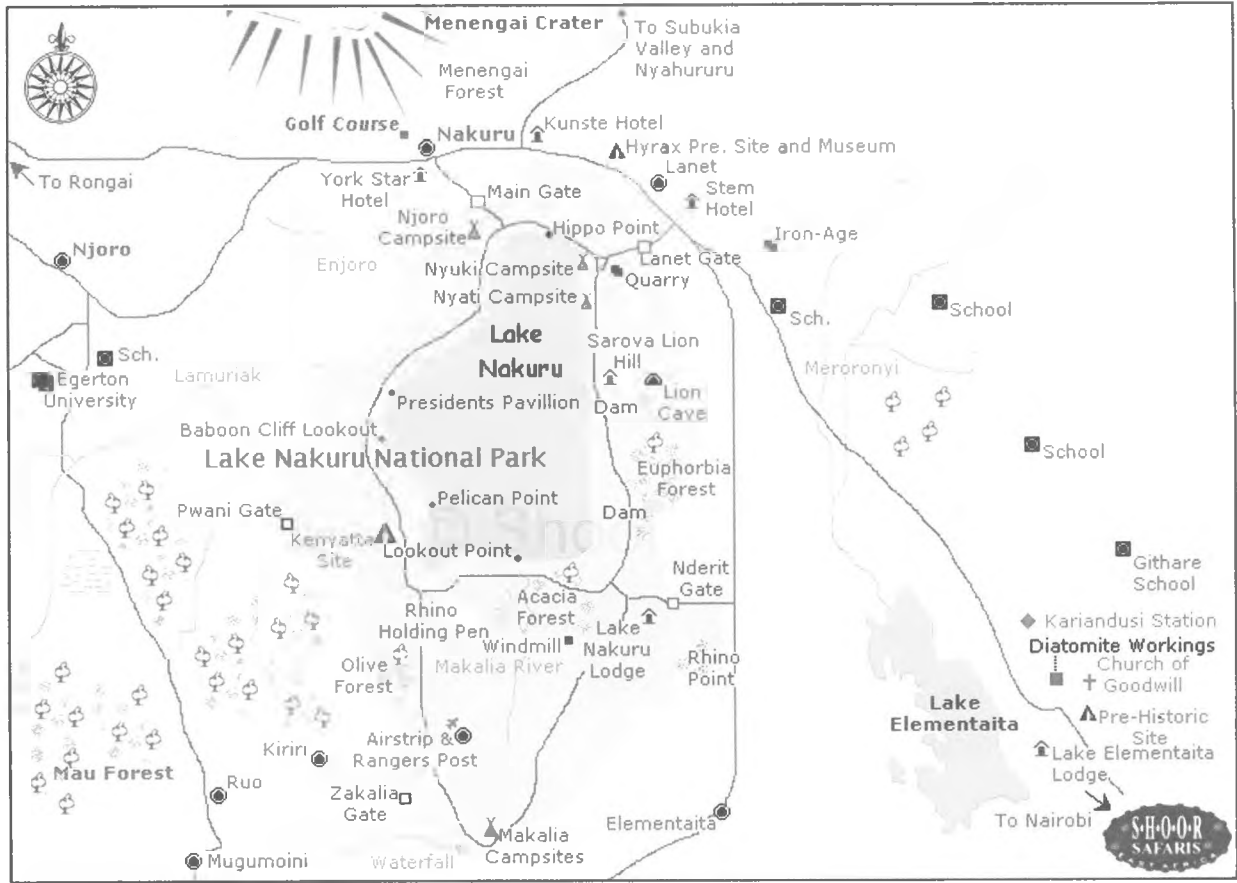 Menengai Crater
To Subukia
Valley and
Nyahururu
Menengai
Forest
Golf Course
Nakuru
Kunste Hotel
Hyrax Pre. Site and Museum
Lanet
To Rongai
York Star
Hotel
Main Gate
Stem
Hotel
Njoro
Campsite
Hippo Point
Iron-Age
Njoro
Enjoro
Nyuki Campsite
Lanet Gate
Quarry
Nyati Campsite
Sch.
School
Lake
Nakuru
Sarova Lion
Hill
Sch.
Egerton
University
Lamuriak
Meroronyi
Presidents Pavillion
Dam
Lion
Cave
Baboon Cliff Lookout
Lake Nakuru National Park
School
Euphorbia
Forest
Pelican Point
Pwani Gate
Dam
© Shoor
Kenyatta
Site
Lookout Point
Nderit
Gate
Githare
School
Acacia
Forest
Rhino
Holding Pen
Windmill
Lake
Nakuru
Lodge
Kariandusi Station
Diatomite Workings
Olive
Forest
Makalia River
Rhino
Point
Church of
Goodwill
Lake
Elementaita
Pre-Historic
Site
Kiriri
Airstrip &
Rangers Post
Lake Elementaita
Lodge
Mau Forest
Ruo
Zakalia
Gate
Elementaita
To Nairobi
S·H·O·O·R
SAFARIS
Makalia
Campsites
Mugumoini
Waterfall